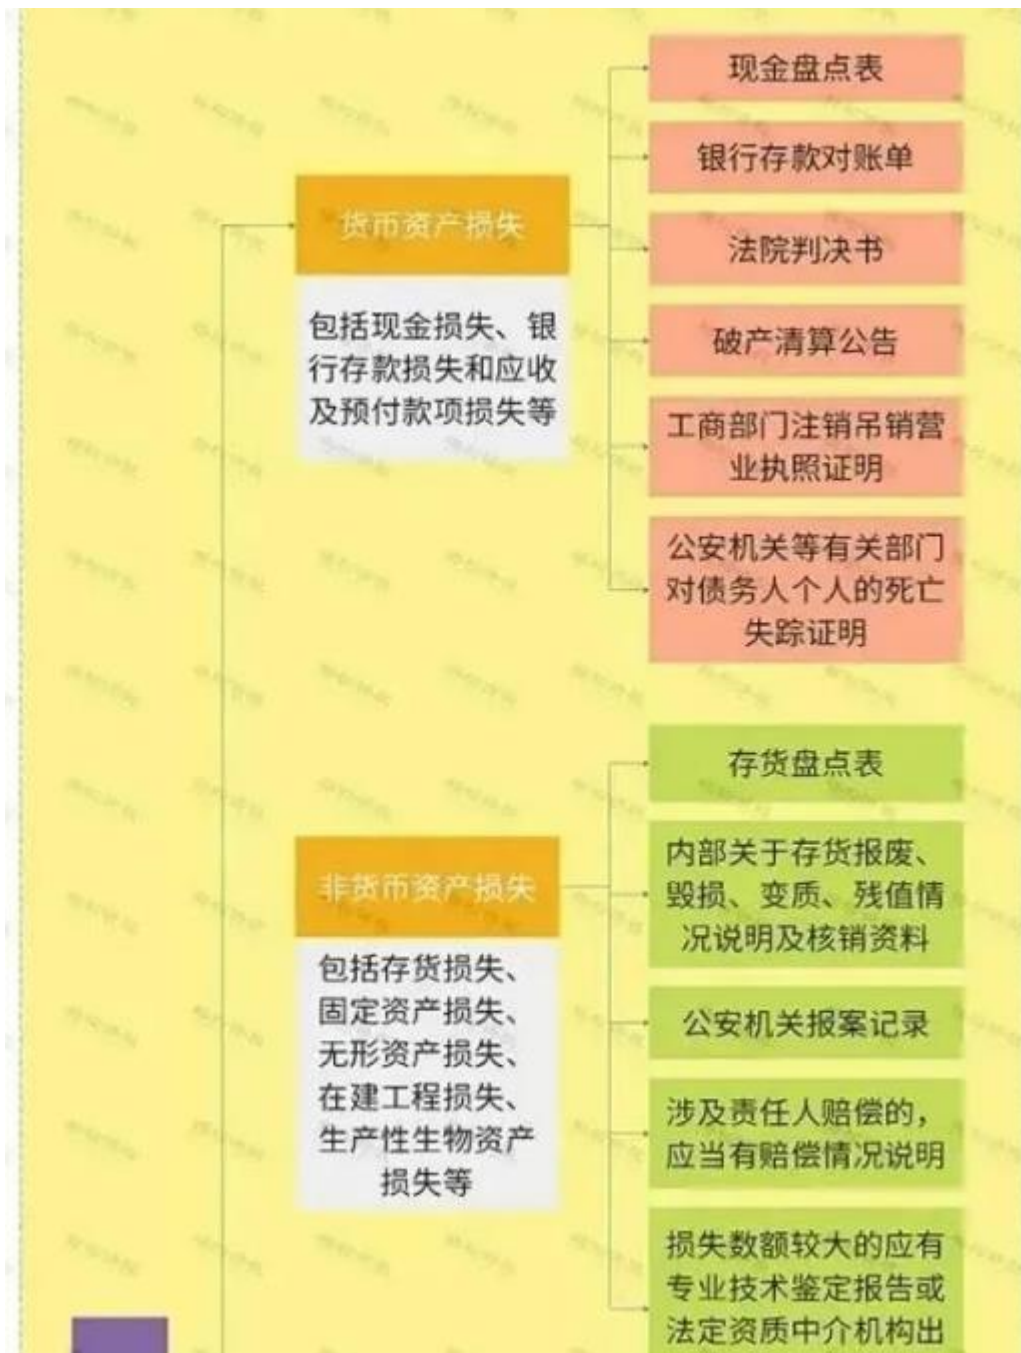 现金盘点表
银行存款对账单
货币资产损失
法院判决书
包括现金损失、银
行存款损失和应收
及预付款项损失等
破产清算公告
工商部门注销吊销营
业执照证明
公安机关等有关部门
对债务人个人的死亡
失踪证明
存货盘点表
非货币资产损失
内部关于存货报废、
毁损、变质、残值情
况说明及核销资料
包括存货损失、
固定资产损失、
无形资产损失、
在建工程损失、
生产性生物资产
损失等
公安机关报案记录
涉及责任人赔偿的，
应当有赔偿情况说明
损失数额较大的应有
专业技术鉴定报告或
法定资质中介机构出